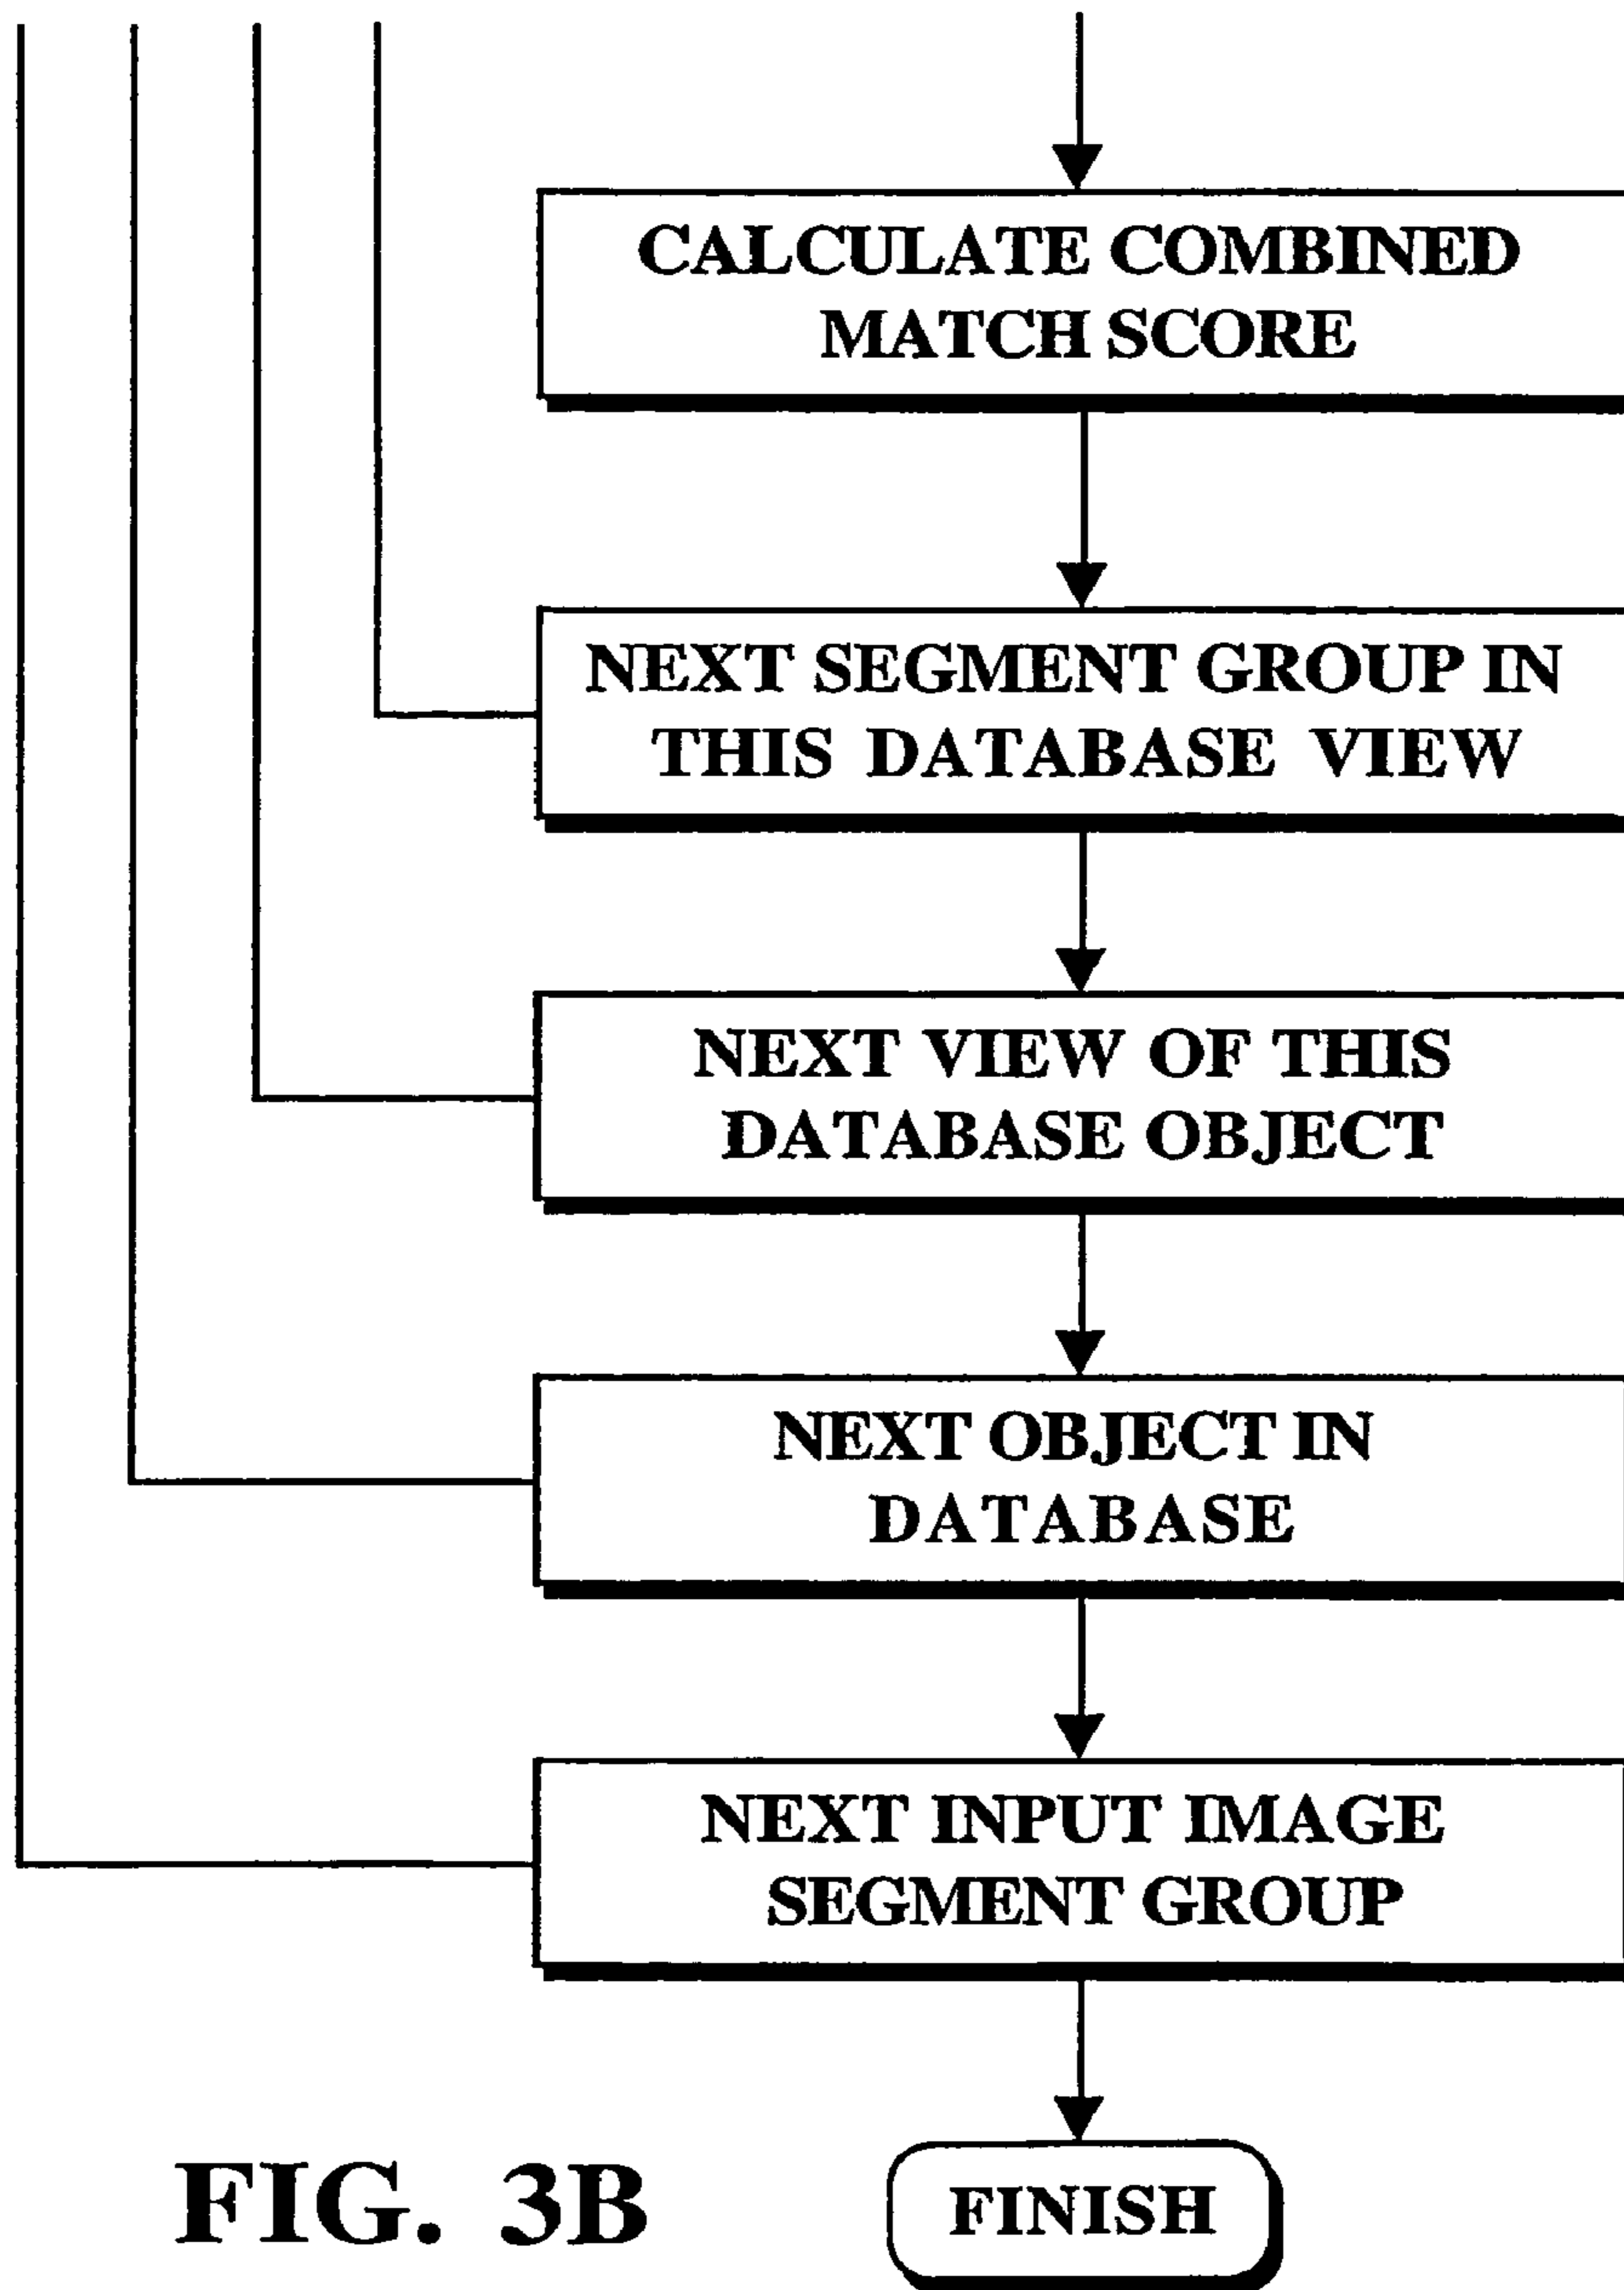 CALCULATE COMBINED
MATCH SCORE
NEXT SEGMENT GROUP IN
THIS DATABASE VIEW
NEXT VIEW OF THIS
DATABASE OBJECT
NEXT OBJECT IN
DATABASE
NEXT INPUT IMAGE
SEGMENT GROUP
FINISH
FIG. 3B